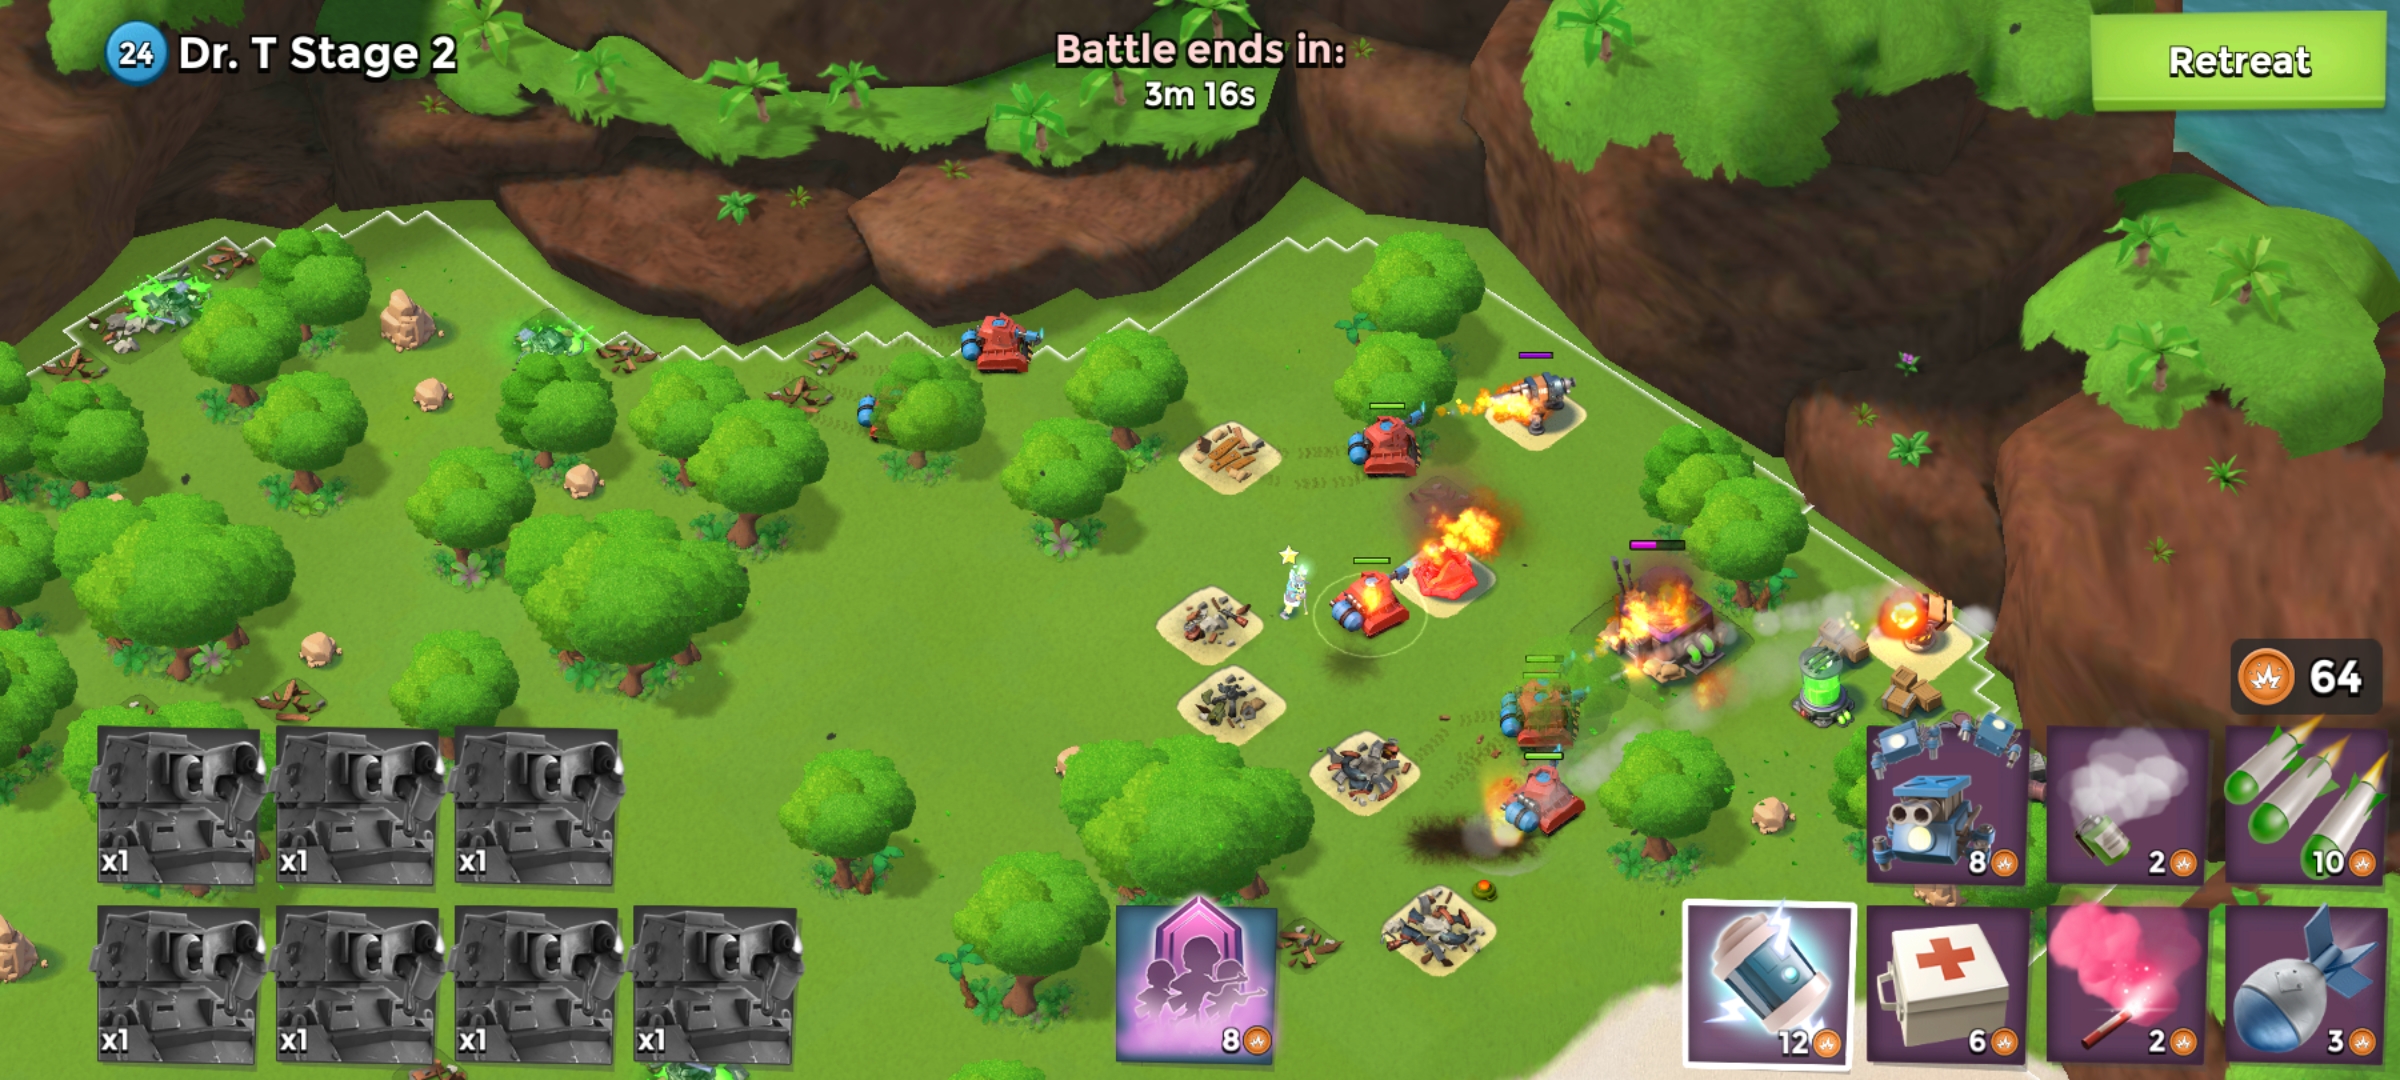 24 Dr. T Stage 2
Battle ends in:
3m 16s
Retreat
64
x1 x1 x1
8 2 10
x1 x1 x1 x1
8
12 6 2 3